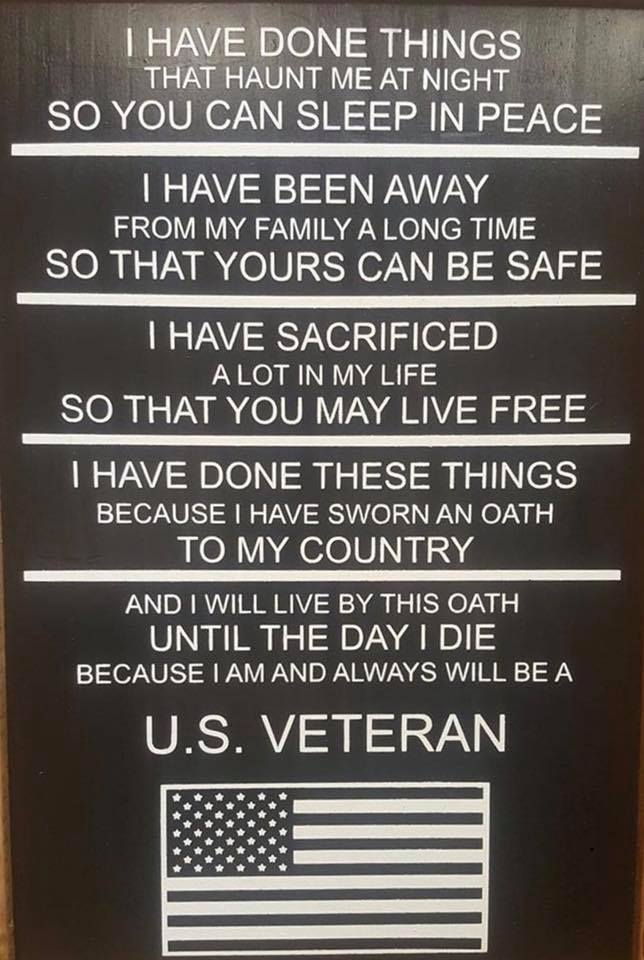 I HAVE DONE THINGS
THAT HAUNT ME AT NIGHT
SO YOU CAN SLEEP IN PEACE
I HAVE BEEN AWAY
FROM MY FAMILY A LONG TIME
SO THAT YOURS CAN BE SAFE
I HAVE SACRIFICED
A LOT IN MY LIFE
SO THAT YOU MAY LIVE FREE
I HAVE DONE THESE THINGS
BECAUSE I HAVE SWORN AN OATH
TO MY COUNTRY
AND I WILL LIVE BY THIS OATH
UNTIL THE DAY I DIE
BECAUSE I AM AND ALWAYS WILL BE A
U.S. VETERAN